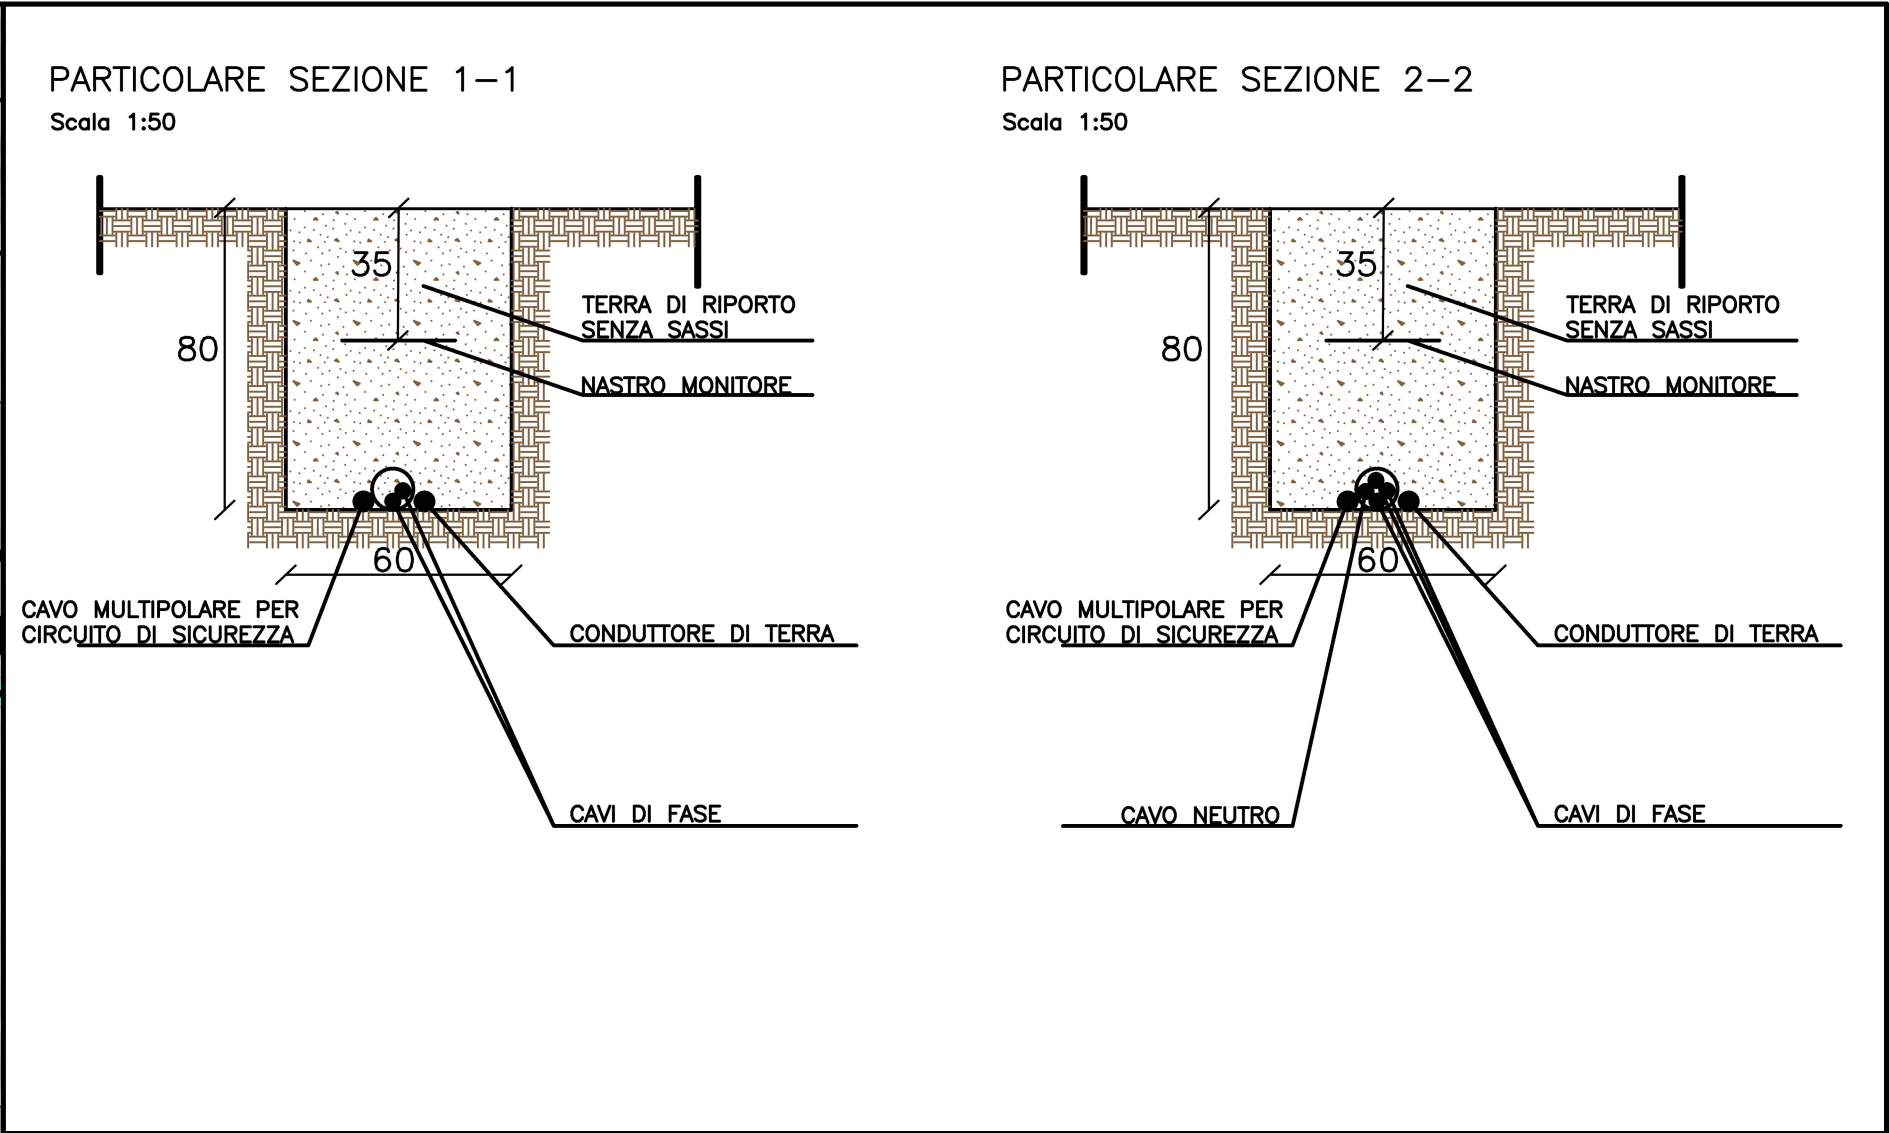 PARTICOLARE SEZIONE 1-1
Scala 1:50
35
80
TERRA DI RIPORTO
SENZA SASSI
NASTRO MONITORE
60
CAVO MULTIPOLARE PER
CIRCUITO DI SICUREZZA
CONDUTTORE DI TERRA
CAVI DI FASE
PARTICOLARE SEZIONE 2-2
Scala 1:50
35
80
TERRA DI RIPORTO
SENZA SASSI
NASTRO MONITORE
60
CAVO MULTIPOLARE PER
CIRCUITO DI SICUREZZA
CONDUTTORE DI TERRA
CAVO NEUTRO
CAVI DI FASE